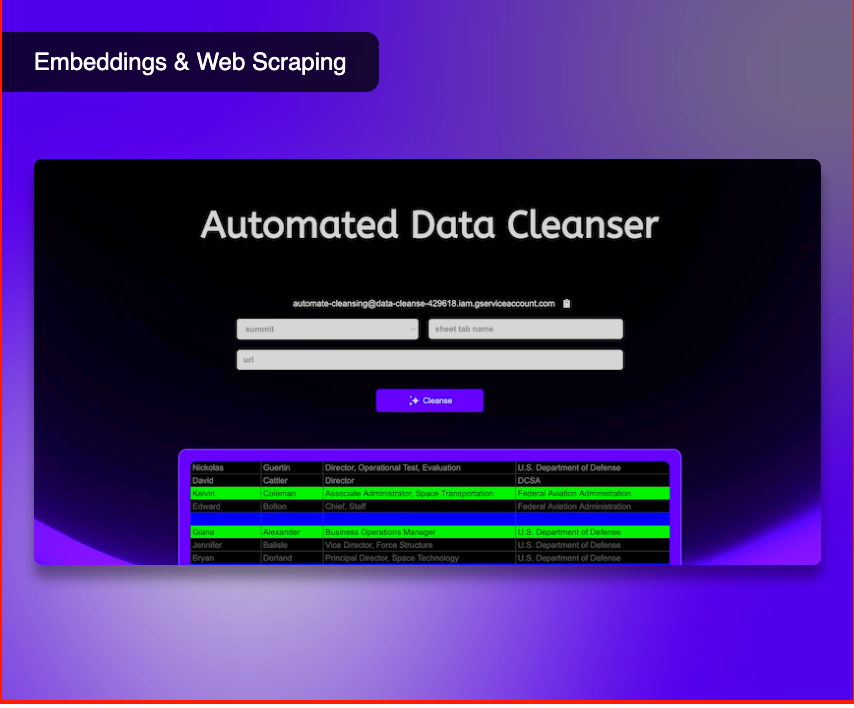 Embeddings & Web Scraping
Automated Data Cleanser
automate-cleansing@data-cleanse-429618.iam.gserviceaccount.com
summit sheet tab name
url
Cleanse
Nickolas Guertin Director, Operational Test, Evaluation U.S. Department of Defense
David Cattler Director DCSA
Kelvin Coleman Associate Administrator, Space Transportation Federal Aviation Administration
Edward Bolton Chief, Staff Federal Aviation Administration
Giana Alexander Business Operations Manager U.S. Department of Defense
Jennifer Balisle Vice Director, Force Structure U.S. Department of Defense
Bryan Dorland Principal Director, Space Technology U.S. Department of Defense